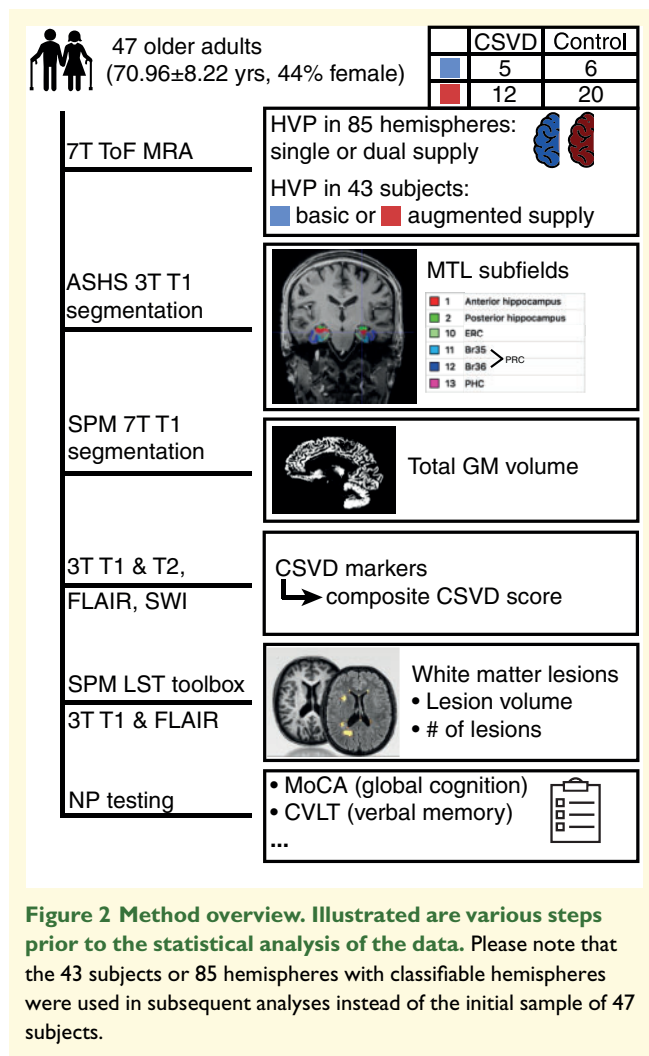 47 older adults
(70.96±8.22 yrs, 44% female)
CSVD Control
5 6
12 20
7T ToF MRA
HVP in 85 hemispheres:
single or dual supply
HVP in 43 subjects:
basic or augmented supply
ASHS 3T T1
segmentation
MTL subfields
1 Anterior hippocampus
2 Posterior hippocampus
10 ERC
11 Br35
12 Br36
PRC
13 PHC
SPM 7T T1
segmentation
Total GM volume
3T T1 & T2,
FLAIR, SWI
CSVD markers
composite CSVD score
SPM LST toolbox
3T T1 & FLAIR
White matter lesions
• Lesion volume
• # of lesions
NP testing
• MoCA (global cognition)
• CVLT (verbal memory)
...
Figure 2 Method overview. Illustrated are various steps
prior to the statistical analysis of the data. Please note that
the 43 subjects or 85 hemispheres with classifiable hemispheres
were used in subsequent analyses instead of the initial sample of 47
subjects.